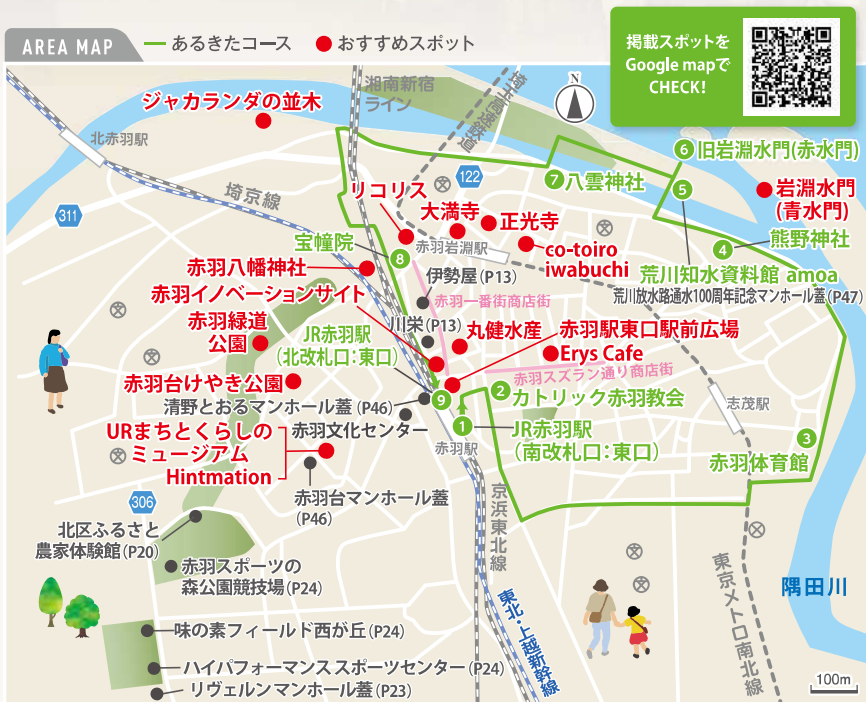 AREA MAP
あるきたコース
おすすめスポット
掲載スポットを
Google mapで
CHECK!
湘南新宿
ライン
埼玉高速鉄道
N
ジャカランダの並木
北赤羽駅
埼京線
311
122
⑥旧岩淵水門(赤水門)
⑦八雲神社
⑤
岩淵水門
(青水門)
リコリス
大満寺
正光寺
④
熊野神社
宝幢院
⑧
赤羽岩淵駅
co-toiro
iwabuchi
荒川知水資料館 amoa
荒川放水路通水100周年記念マンホール蓋(P47)
赤羽八幡神社
伊勢屋(P13)
赤羽イノベーションサイト
赤羽一番街商店街
赤羽緑道
公園
JR赤羽駅
(北改札口:東口)
川栄(P13)
丸健水産
赤羽駅東口駅前広場
Erys Cafe
赤羽スズラン通り商店街
赤羽台けやき公園
②カトリック赤羽教会
清野とおるマンホール蓋(P46)
⑨
志茂駅
赤羽文化センター
①
JR赤羽駅
(南改札口:東口)
URまちとくらしの
ミュージアム
Hintmation
赤羽駅
③
赤羽体育館
赤羽台マンホール蓋
(P46)
306
京浜東北線
北区ふるさと
農家体験館(P20)
赤羽スポーツの
森公園競技場(P24)
東京メトロ南北線
隅田川
東北・上越新幹線
味の素フィールド西が丘(P24)
ハイパフォーマンススポーツセンター(P24)
リヴェルンマンホール蓋(P23)
100m